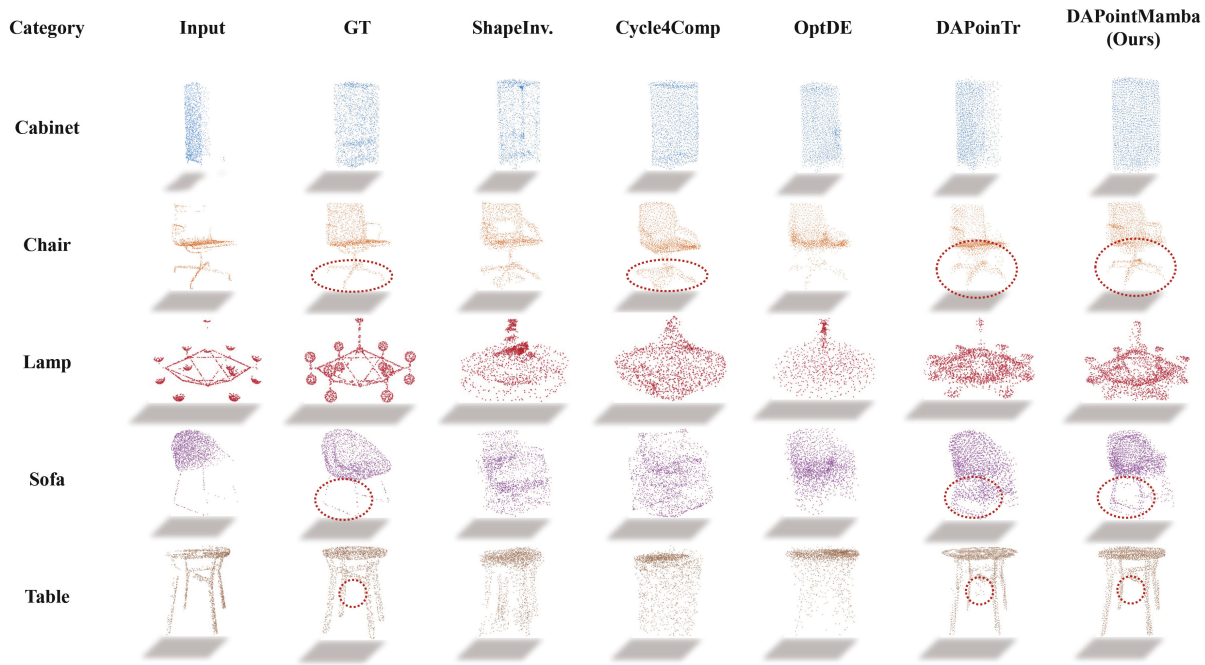 Category Input GT ShapeInv. Cycle4Comp OptDE DAPoinTr DAPointMamba
(Ours)
Cabinet
Chair
Lamp
Sofa
Table